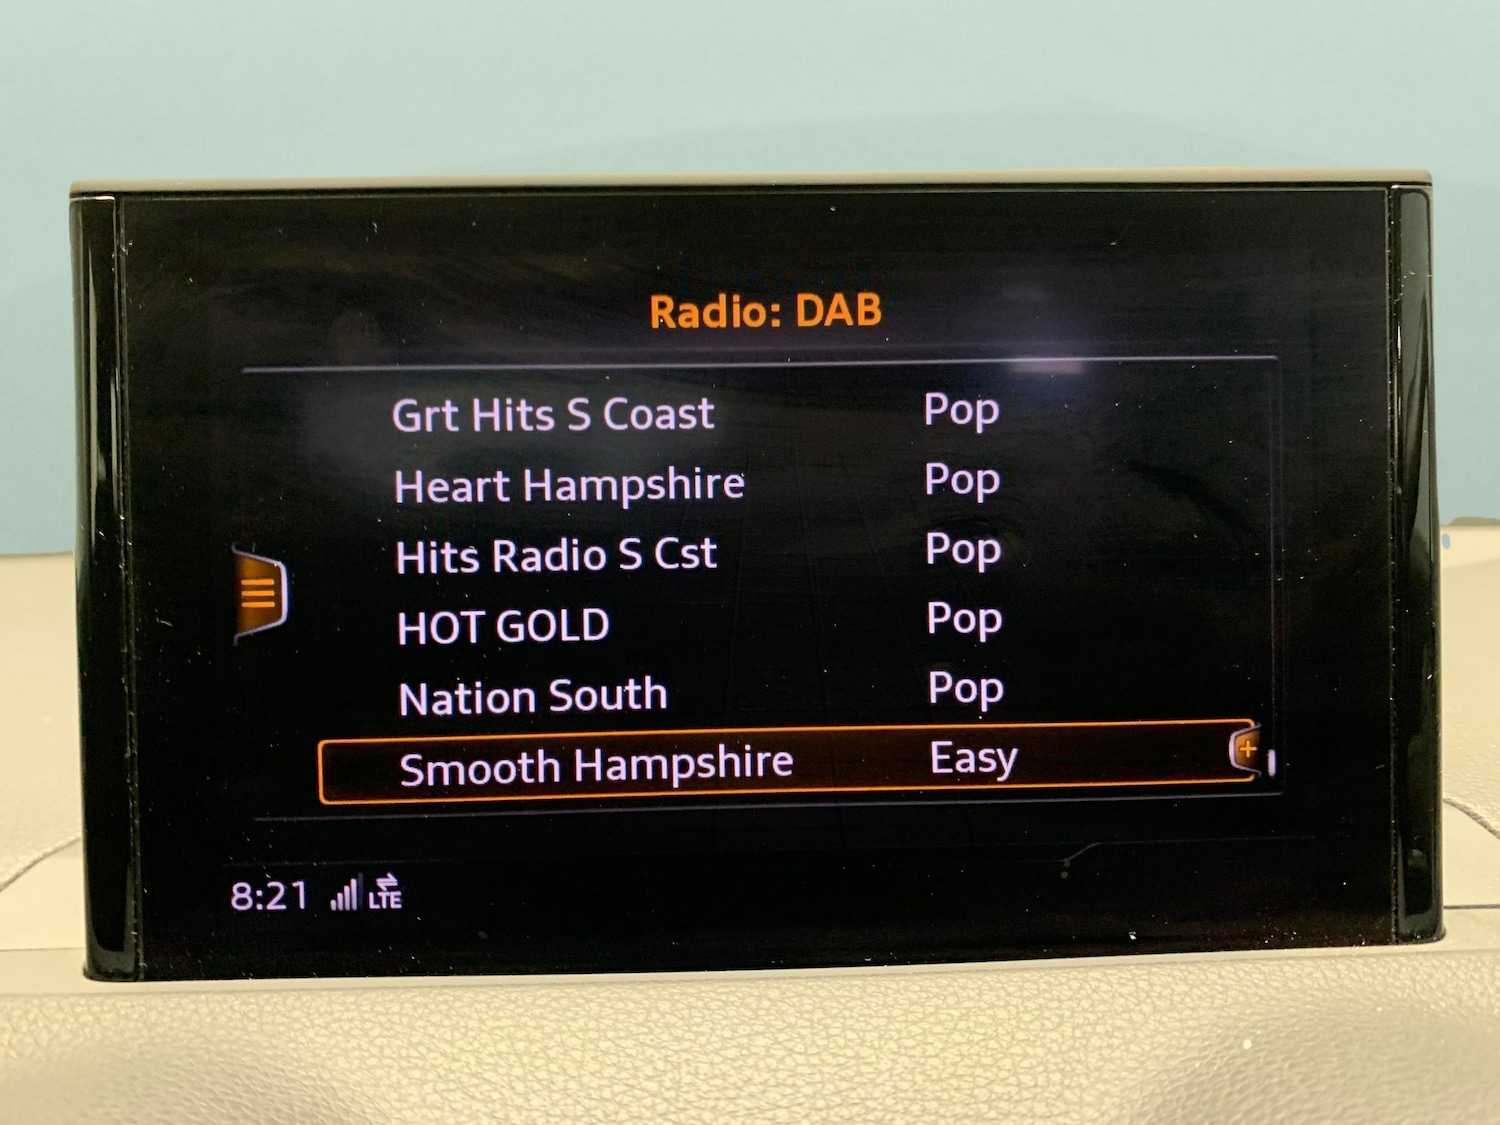 Radio: DAB
Grt Hits S Coast Pop
Heart Hampshire Pop
Hits Radio S Cst Pop
HOT GOLD Pop
Nation South Pop
Smooth Hampshire Easy
8:21 LTE